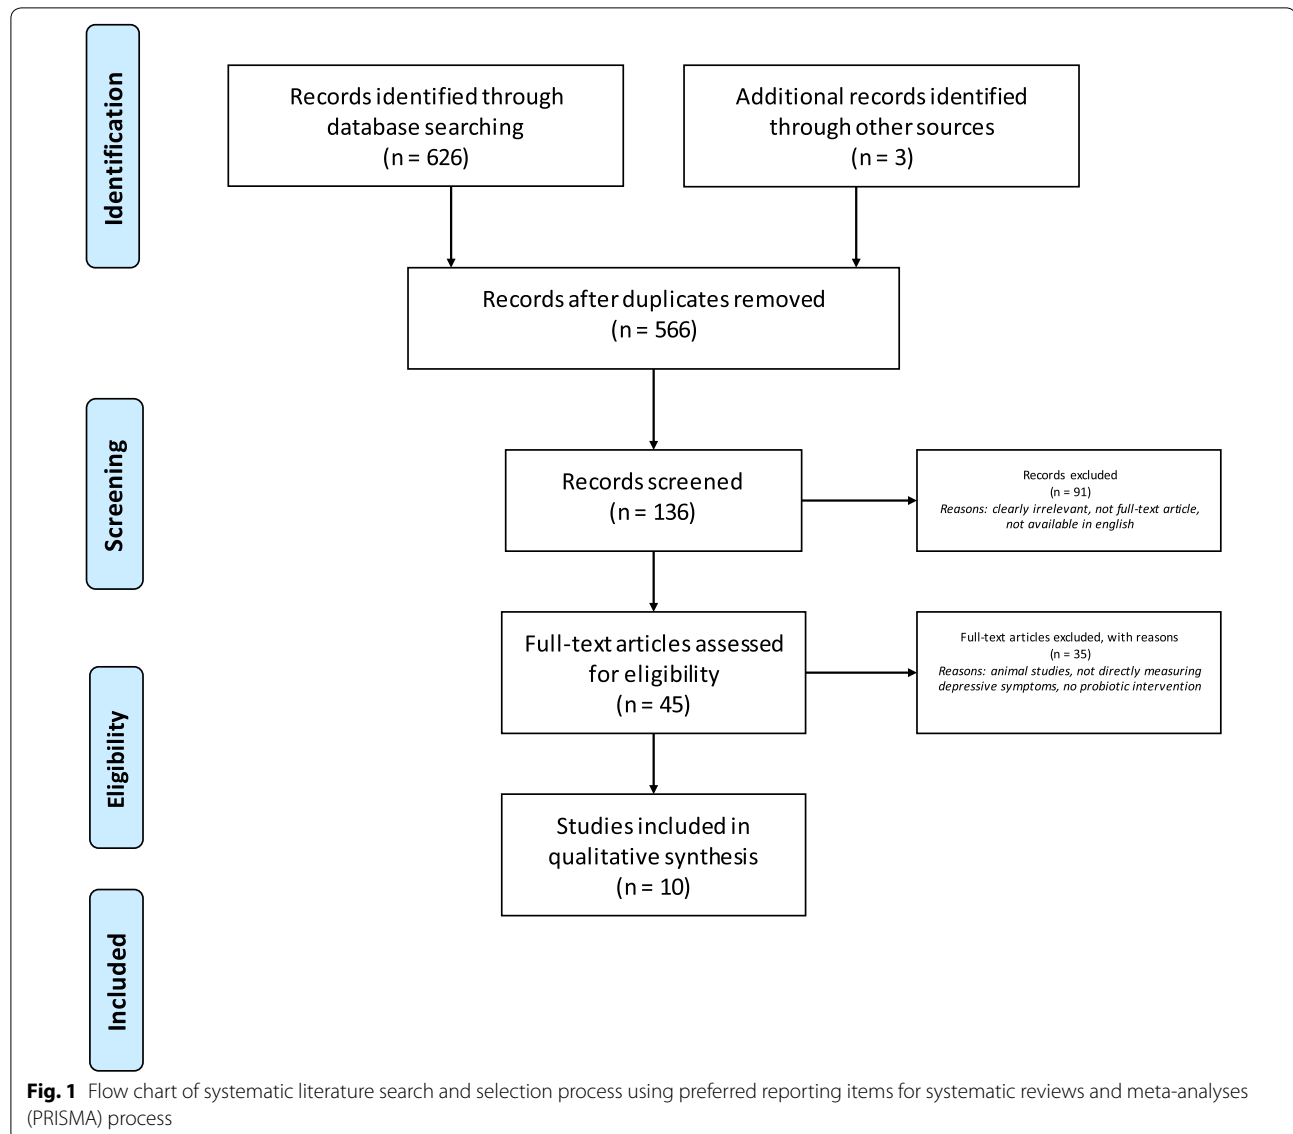 Identification
Records identified through
database searching
(n = 626)
Additional records identified
through other sources
(n = 3)
Records after duplicates removed
(n = 566)
Screening
Records screened
(n = 136)
Records excluded
(n = 91)
Reasons: clearly irrelevant, not full-text article,
not available in english
Full-text articles assessed
for eligibility
(n = 45)
Full-text articles excluded, with reasons
(n = 35)
Reasons: animal studies, not directly measuring
depressive symptoms, no probiotic intervention
Eligibility
Studies included in
qualitative synthesis
(n = 10)
Included
Fig. 1 Flow chart of systematic literature search and selection process using preferred reporting items for systematic reviews and meta-analyses
(PRISMA) process